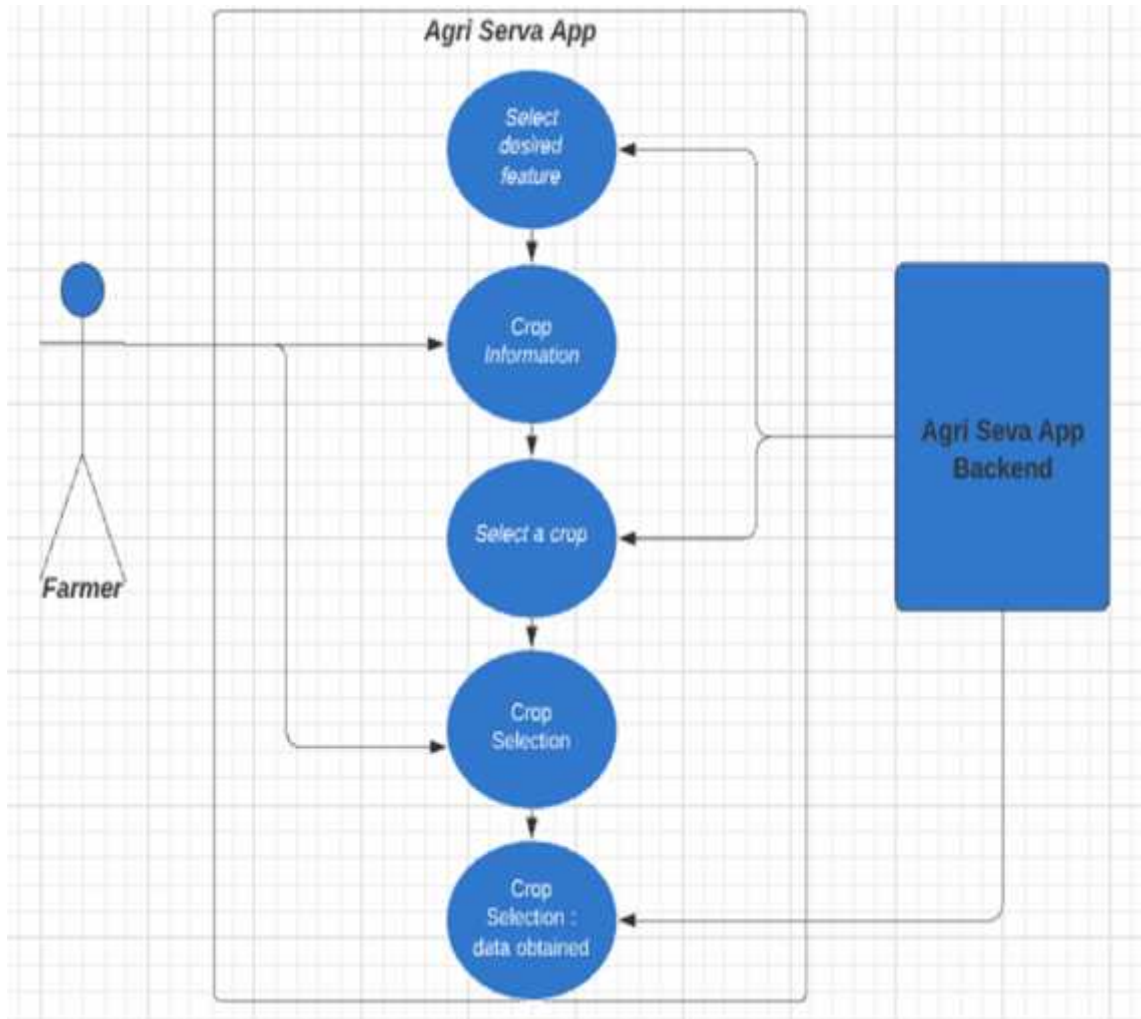 Agri Serva App
Select
desired
feature
Crop
Information
Select a crop
Crop
Selection
Crop
Selection :
data obtained
Farmer
Agri Seva App
Backend